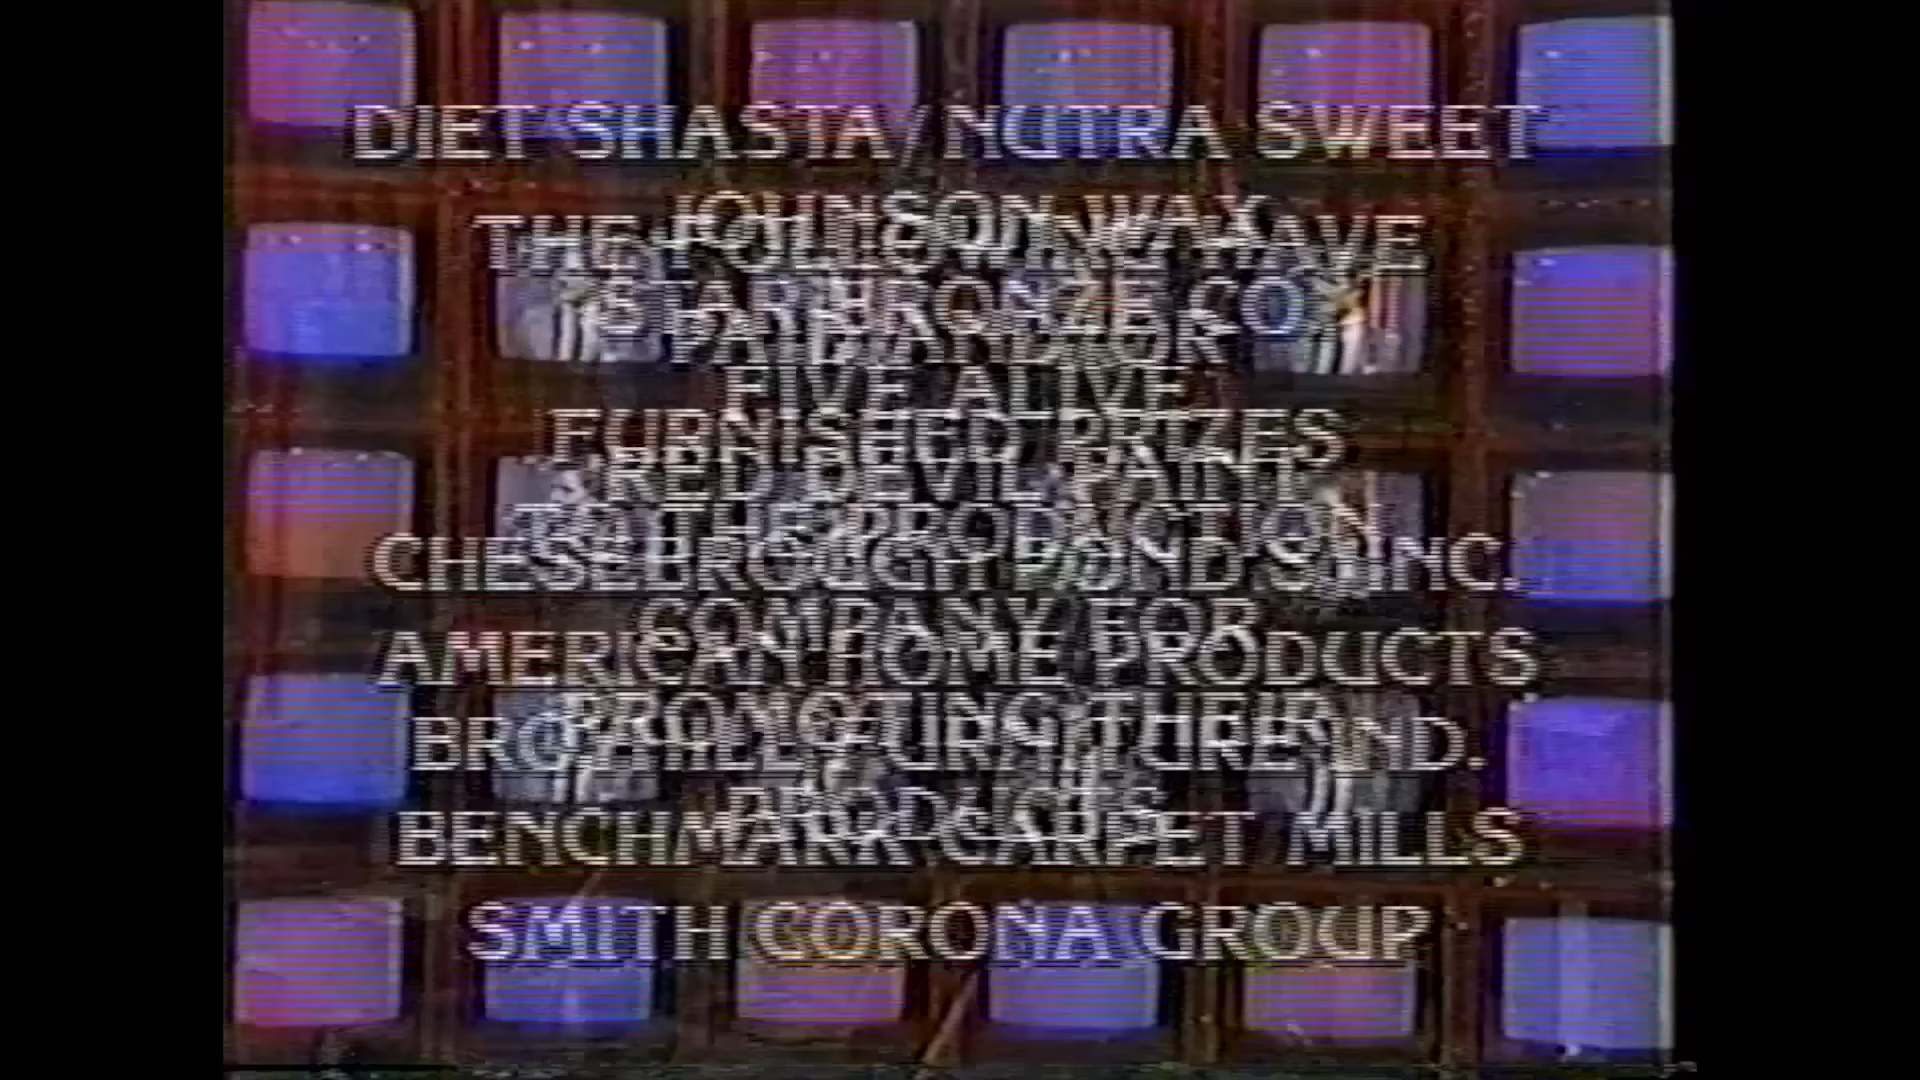 DIET SHASTA/NUTRA SWEET
JOHNSON WAX
THE FOLLOWING HAVE
STAR BRONZE CO.
PAID AND/OR
FIVE ALIVE
FURNISHED PRIZES
RED DEVIL PAINT
TO THE PRODUCTION
CHESEBROUGH POND'S INC.
COMPANY FOR
AMERICAN HOME PRODUCTS
PROMOTING THEIR
BROYHILL FURNITURE IND.
PRODUCTS
BENCHMARK CARPET MILLS
SMITH CORONA GROUP